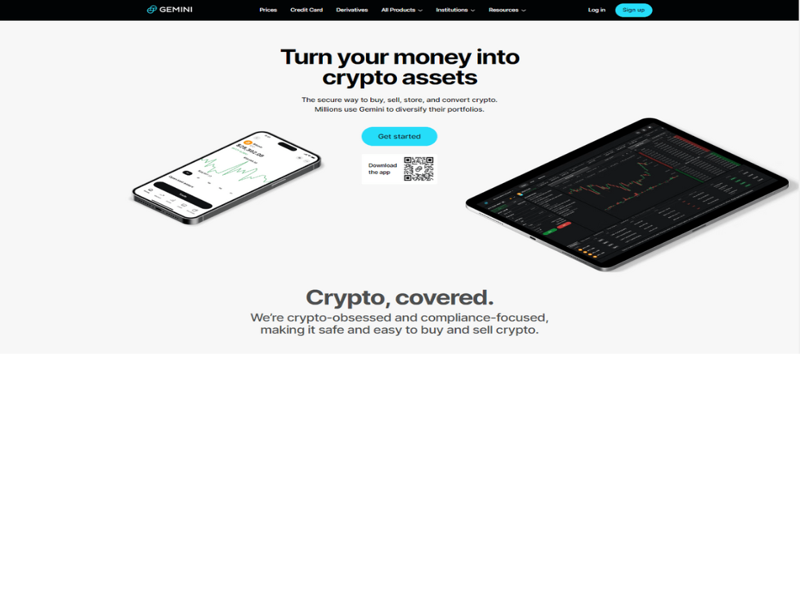 GEMINI
Prices
Credit Card
Derivatives
All Products
Institutions
Resources
Log in
Sign up
Turn your money into
crypto assets
The secure way to buy, sell, store, and convert crypto.
Millions use Gemini to diversify their portfolios.
Get started
Download
the app
Crypto, covered.
We're crypto-obsessed and compliance-focused,
making it safe and easy to buy and sell crypto.